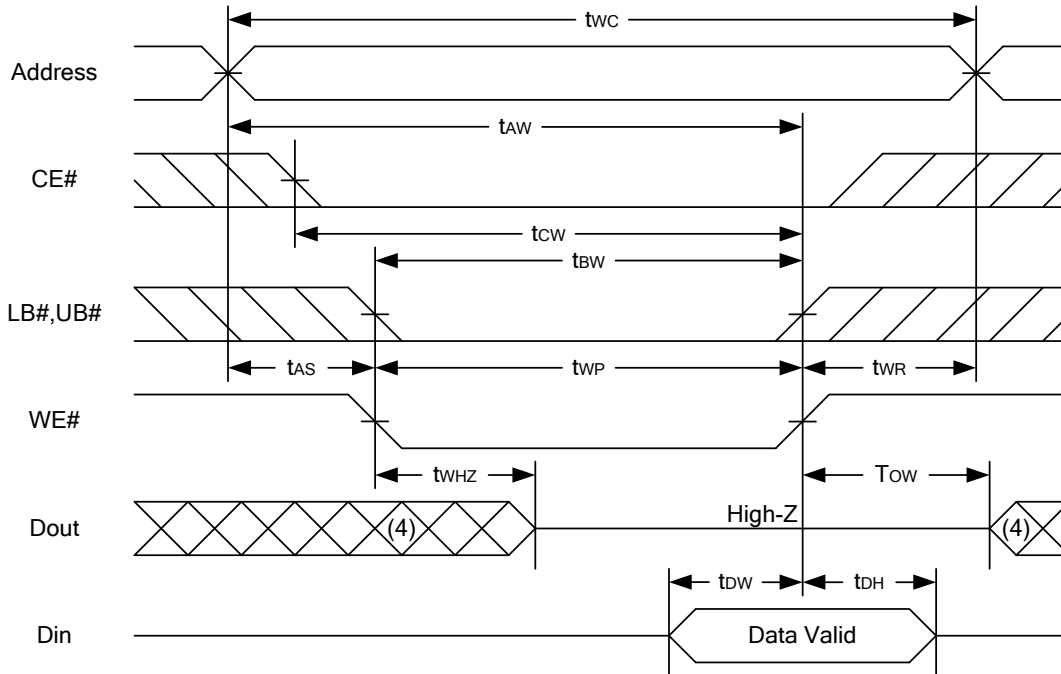 tWC
Address
tAW
CE#
tCW
tBW
LB#,UB#
tAS
tWP
tWR
WE#
tWHZ
TOW
Dout
(4)
High-Z
(4)
tDW
tDH
Din
Data Valid